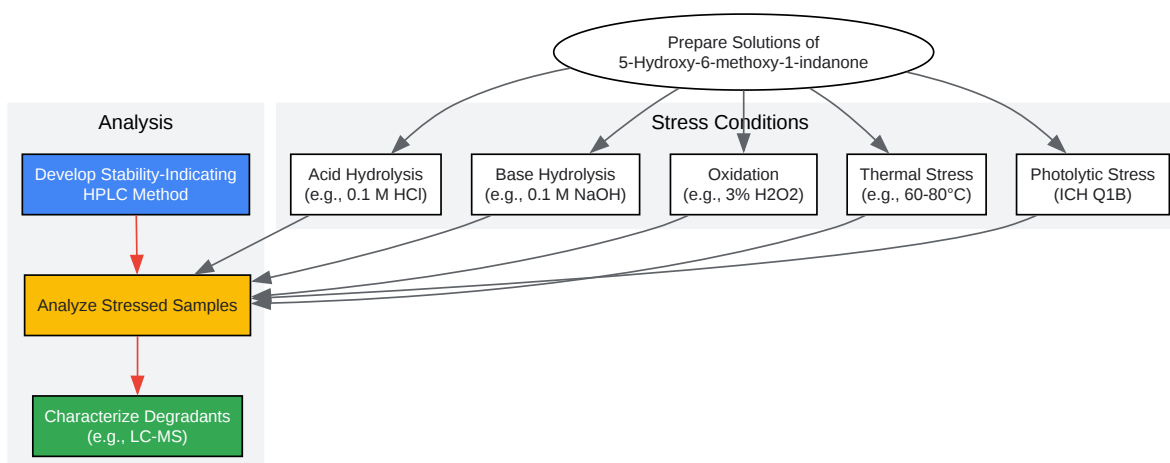 Prepare Solutions of
5-Hydroxy-6-methoxy-1-indanone
Analysis
Stress Conditions
Develop Stability-Indicating
HPLC Method
Acid Hydrolysis
(e.g., 0.1 M HCl)
Base Hydrolysis
(e.g., 0.1 M NaOH)
Oxidation
(e.g., 3% H2O2)
Thermal Stress
(e.g., 60-80°C)
Photolytic Stress
(ICH Q1B)
Analyze Stressed Samples
Characterize Degradants
(e.g., LC-MS)